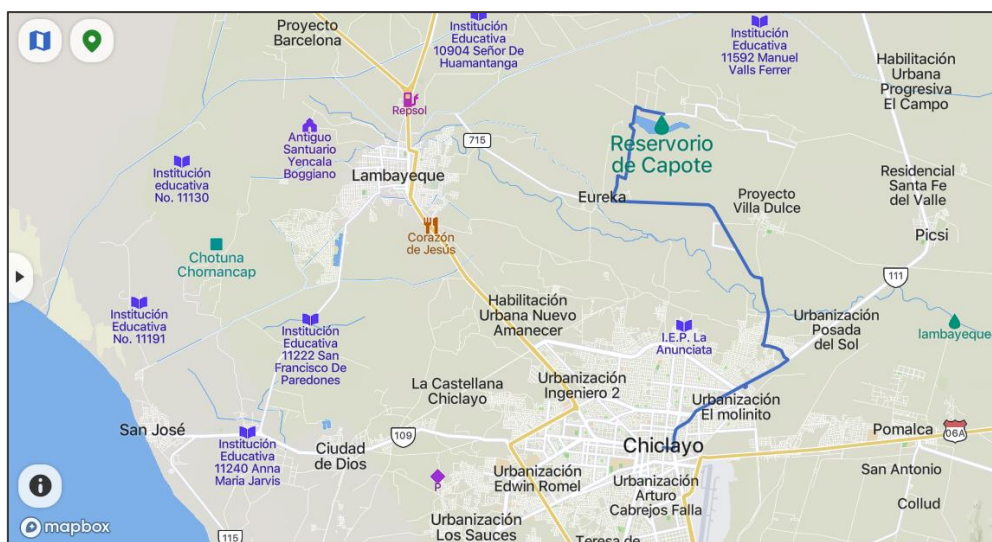 Proyecto
Barcelona
Institución
Educativa
10904 Señor De
Huamantanga
Institución
Educativa
11592 Manuel
Valls Ferrer
Habilitación
Urbana
Progresiva
El Campo
Repsol
Antiguo
Santuario
Yencala
Boggiano
715
Reservorio
de Capote
Institución
educativa
No. 11130
Lambayeque
Eureka
Proyecto
Villa Dulce
Residencial
Santa Fe
del Valle
Picsi
Corazón
de Jesús
Chotuna
Chornancap
111
Institución
Educativa
No. 11191
Institución
Educativa
11222 San
Francisco De
Paredones
Habilitación
Urbana Nuevo
Amanecer
I.E.P. La
Anunciata
Urbanización
Posada
del Sol
lambayeque
La Castellana
Chiclayo
Urbanización
Ingeniero 2
Urbanización
El molinito
San José
Institución
Educativa
11240 Anna
María Jarvis
Ciudad
de Dios
109
Chiclayo
Pomalca
06A
P
Urbanización
Edwin Romel
Urbanización
Arturo
Cabrejos Falla
San Antonio
Collud
Urbanización
Los Sauces
Teresa de
115
mapbox